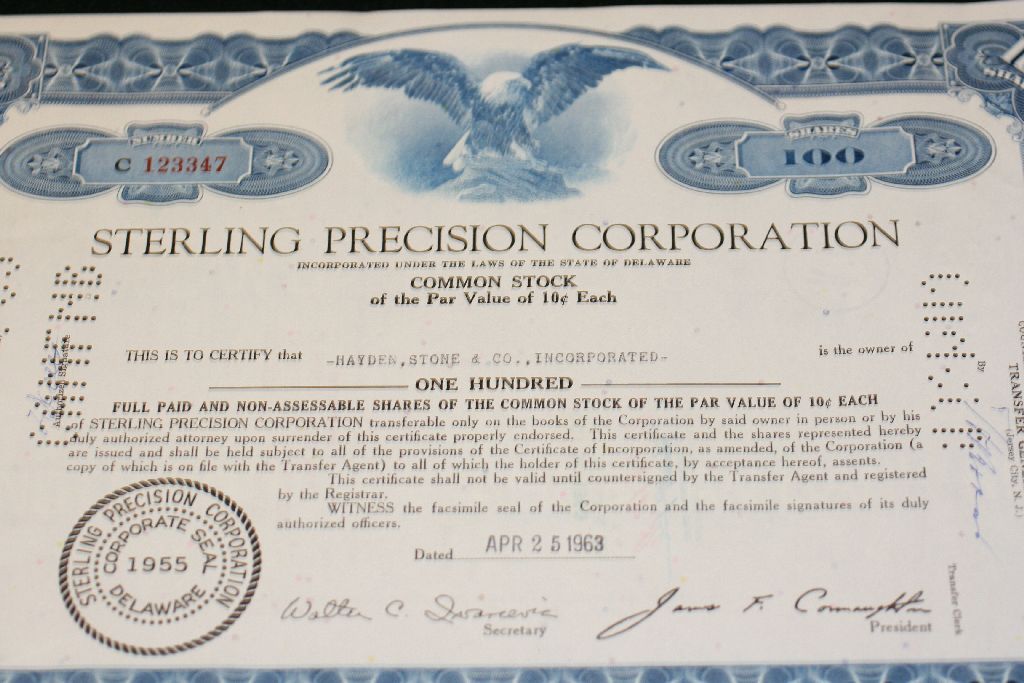 NUMBER
C 123347
SHARES
100
STERLING PRECISION CORPORATION
INCORPORATED UNDER THE LAWS OF THE STATE OF DELAWARE
COMMON STOCK
of the Par Value of 10¢ Each
THIS IS TO CERTIFY that -HAYDEN,STONE & CO.,INCORPORATED- is the owner of
ONE HUNDRED
FULL PAID AND NON-ASSESSABLE SHARES OF THE COMMON STOCK OF THE PAR VALUE OF 10¢ EACH
of STERLING PRECISION CORPORATION transferable only on the books of the Corporation by said owner in person or by his
duly authorized attorney upon surrender of this certificate properly endorsed. This certificate and the shares represented hereby
are issued and shall be held subject to all of the provisions of the Certificate of Incorporation, as amended, of the Corporation (a
copy of which is on file with the Transfer Agent) to all of which the holder of this certificate, by acceptance hereof, assents.
This certificate shall not be valid until countersigned by the Transfer Agent and registered
by the Registrar.
WITNESS the facsimile seal of the Corporation and the facsimile signatures of its duly
authorized officers.
Dated APR 25 1963
STERLING PRECISION CORPORATION
CORPORATE SEAL
1955
DELAWARE
Walter C.
Secretary
F.
President
Authorized Signature
By
(Jersey City, N. J.)
Transfer Clerk